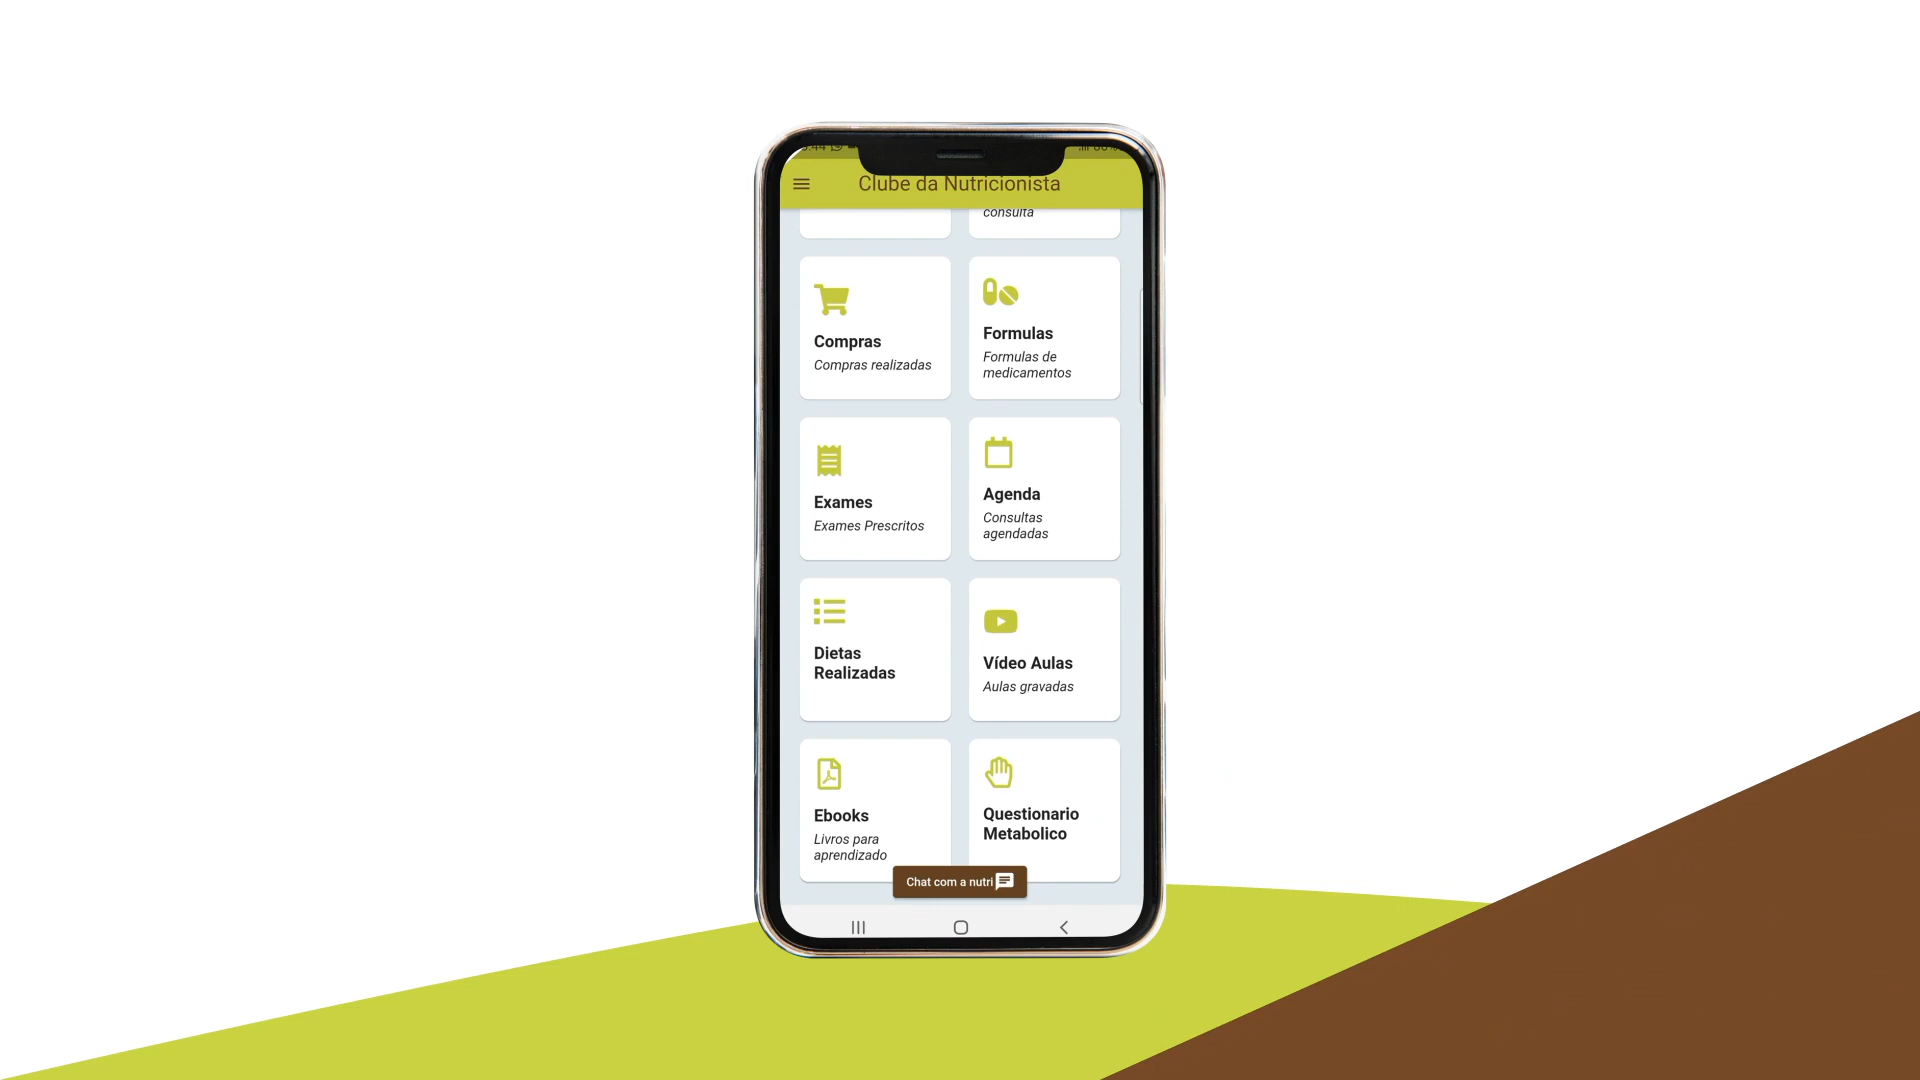 Clube da Nutricionista
consulta
Compras
Compras realizadas
Formulas
Formulas de
medicamentos
Exames
Exames Prescritos
Agenda
Consultas
agendadas
Dietas
Realizadas
Vídeo Aulas
Aulas gravadas
Ebooks
Livros para
aprendizado
Questionario
Metabolico
Chat com a nutri